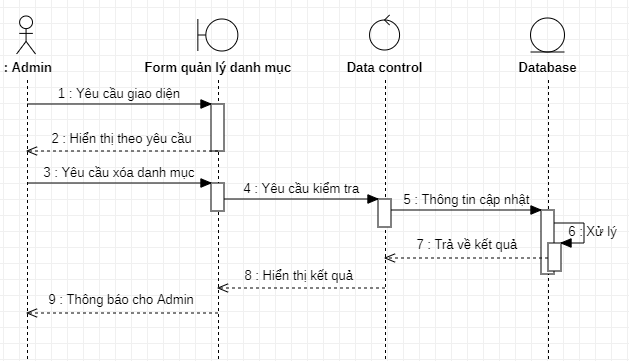 : Admin
Form quản lý danh mục
Data control
Database
1 : Yêu cầu giao diện
2 : Hiển thị theo yêu cầu
3 : Yêu cầu xóa danh mục
4 : Yêu cầu kiểm tra
5 : Thông tin cập nhật
6 : Xử lý
7 : Trả về kết quả
8 : Hiển thị kết quả
9 : Thông báo cho Admin